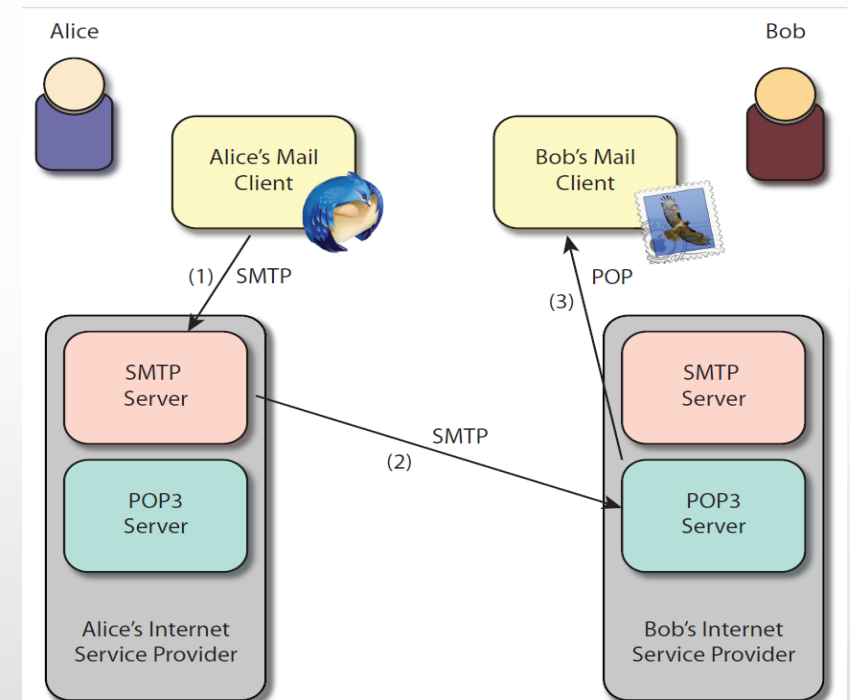 Alice
Bob
Alice's Mail
Client
Bob's Mail
Client
(1) SMTP
POP
(3)
SMTP
Server
SMTP
Server
SMTP
(2)
POP3
Server
POP3
Server
Alice's Internet
Service Provider
Bob's Internet
Service Provider